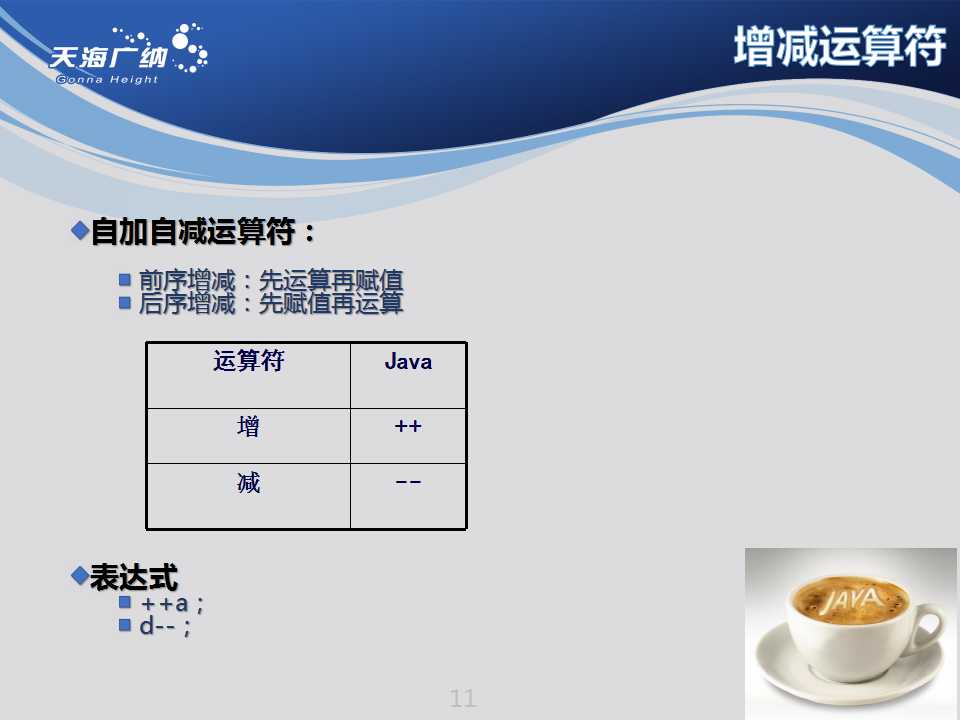 天海广纳
Gonna Height
增减运算符
自加自减运算符：
前序增减：先运算再赋值
后序增减：先赋值再运算
运算符 Java
增 ++
减 --
表达式
++a；
d--；
JAVA
11